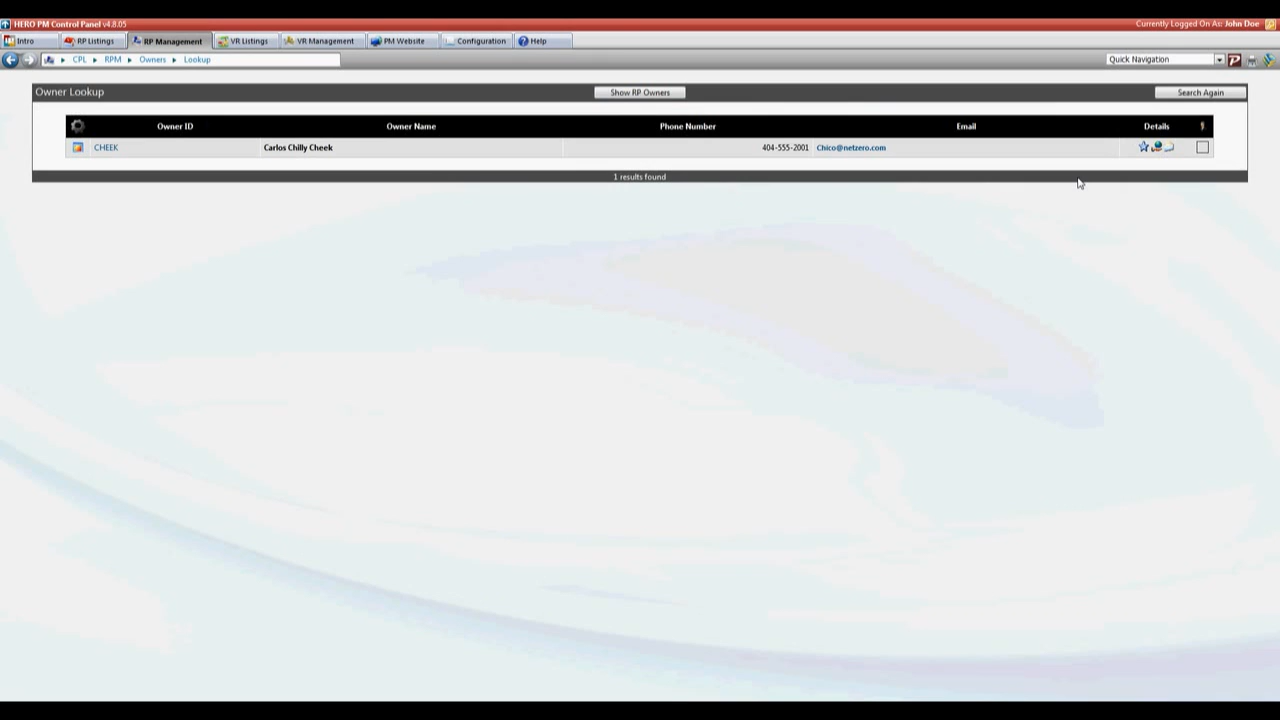 HERO PM Control Panel v4.8.05 Currently Logged On As: John Doe
Intro RP Listings RP Management VR Listings VR Management PM Website Configuration Help
CPL RPM Owners Lookup Quick Navigation
Owner Lookup Show RP Owners Search Again
Owner ID Owner Name Phone Number Email Details
CHEEK Carlos Chilly Cheek 404-555-2001 Chico@netzero.com
1 results found